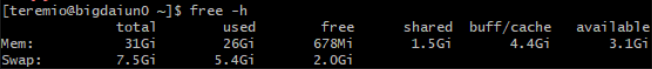 [teremio@bigdaiun0 ~]$ free -h
total used free shared buff/cache available
Mem: 31Gi 26Gi 678Mi 1.5Gi 4.4Gi 3.1Gi
Swap: 7.5Gi 5.4Gi 2.0Gi